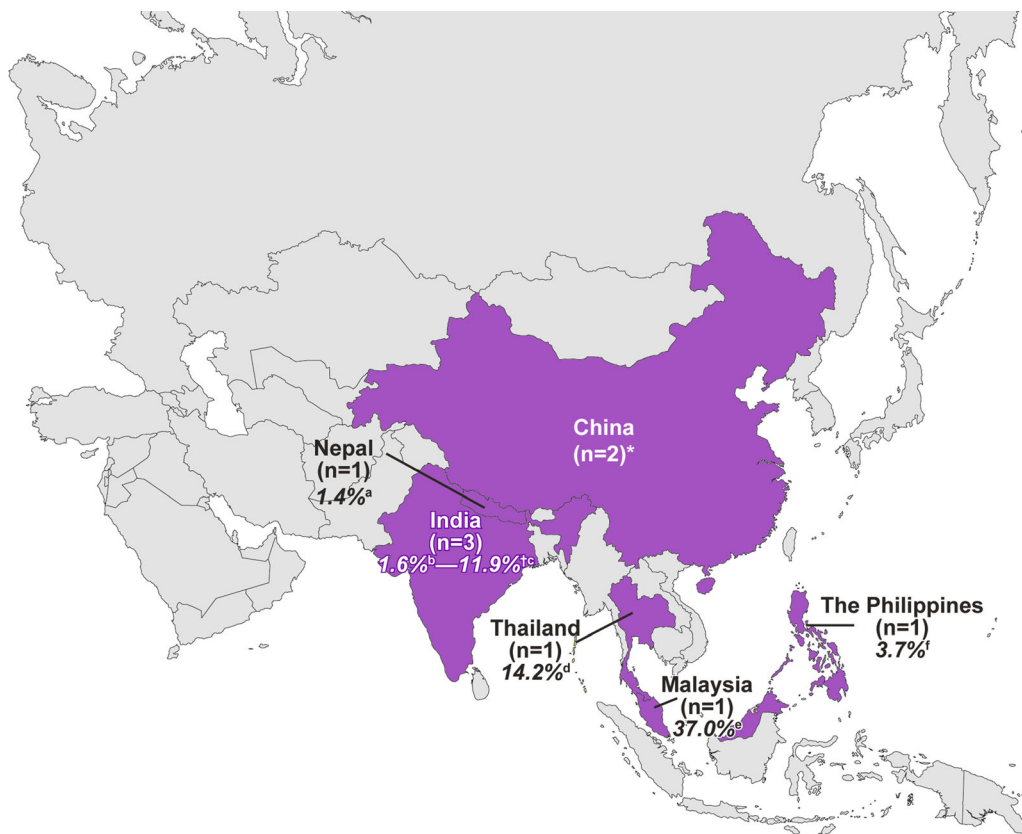 China
(n=2)*
Nepal
(n=1)
1.4%ᵃ
India
(n=3)
1.6%ᵇ—11.9%†ᶜ
The Philippines
(n=1)
3.7%ᶠ
Thailand
(n=1)
14.2%ᵈ
Malaysia
(n=1)
37.0%ᵉ